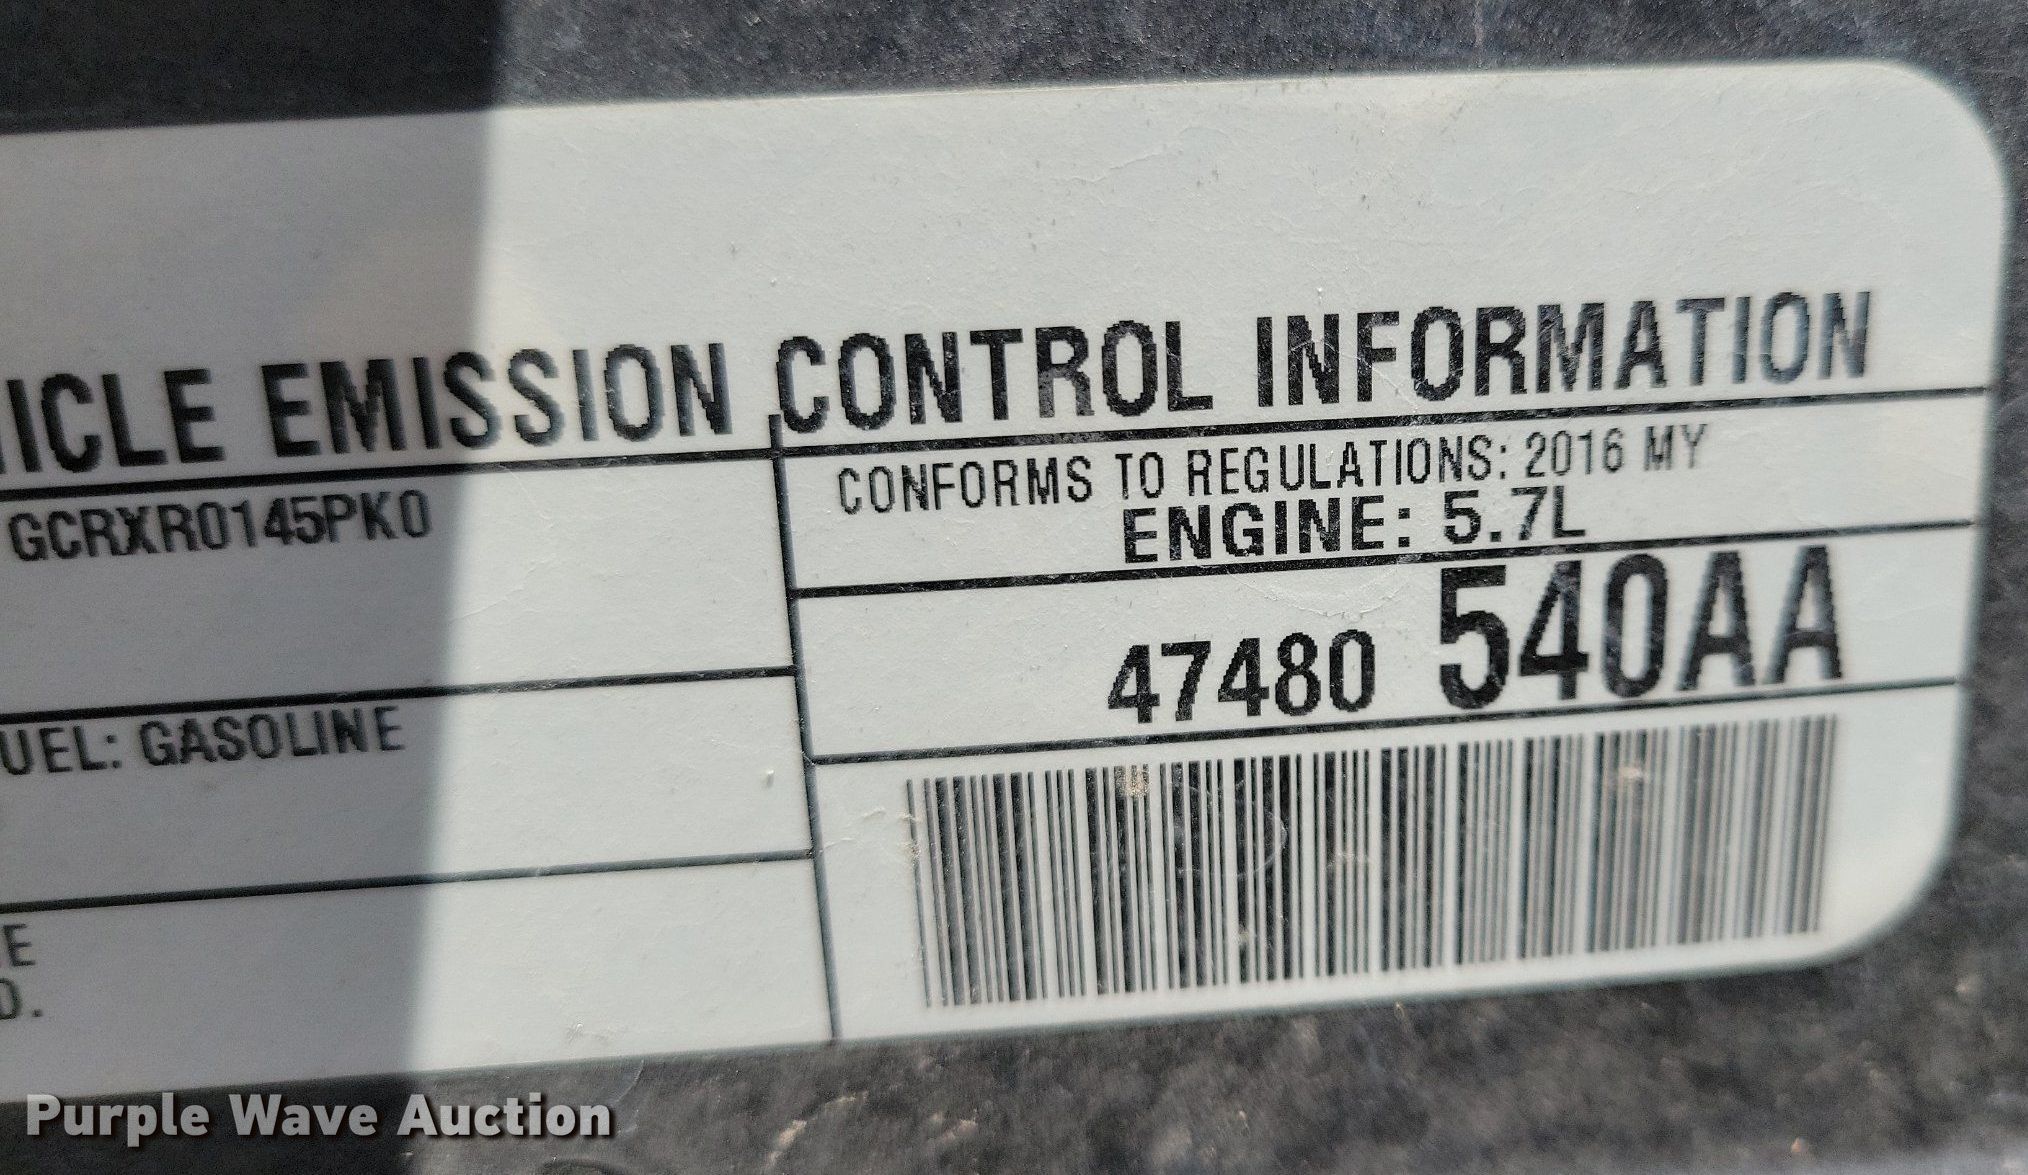 ICLE EMISSION CONTROL INFORMATION
CONFORMS TO REGULATIONS: 2016 MY
GCRXR0145PK0
ENGINE: 5.7L
47480 540AA
UEL: GASOLINE
E
D.
Purple Wave Auction